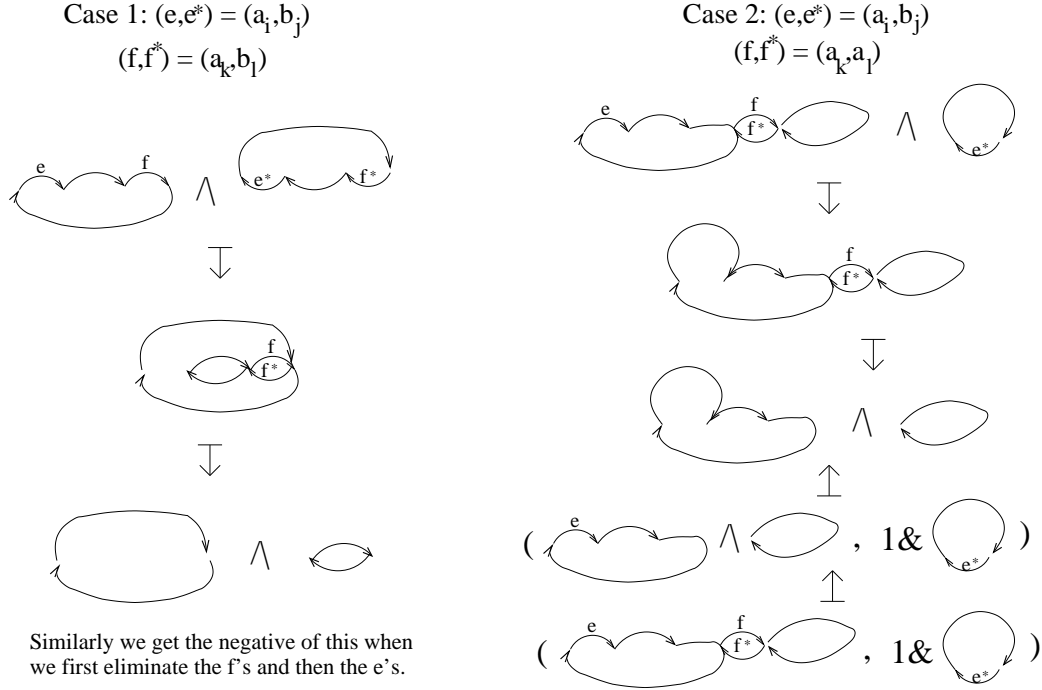 Case 1: (e,e*) = (a_i,b_j)
(f,f*) = (a_k,b_l)
e f ∧ e* f*
f
f*
∧
Similarly we get the negative of this when
we first eliminate the f's and then the e's.
Case 2: (e,e*) = (a_i,b_j)
(f,f*) = (a_k,a_l)
e f f* ∧ e*
f
f*
∧
( e ∧ , 1& e* )
( e f f* , 1& e* )